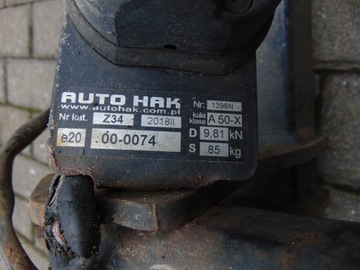 AUTO HAK
www.autohak.com.pl
Nr kat. Z34 2018II
e20 00-0074
Nr: 1396N
kula klasa A 50-X
D 9.81 kN
S 85 kg